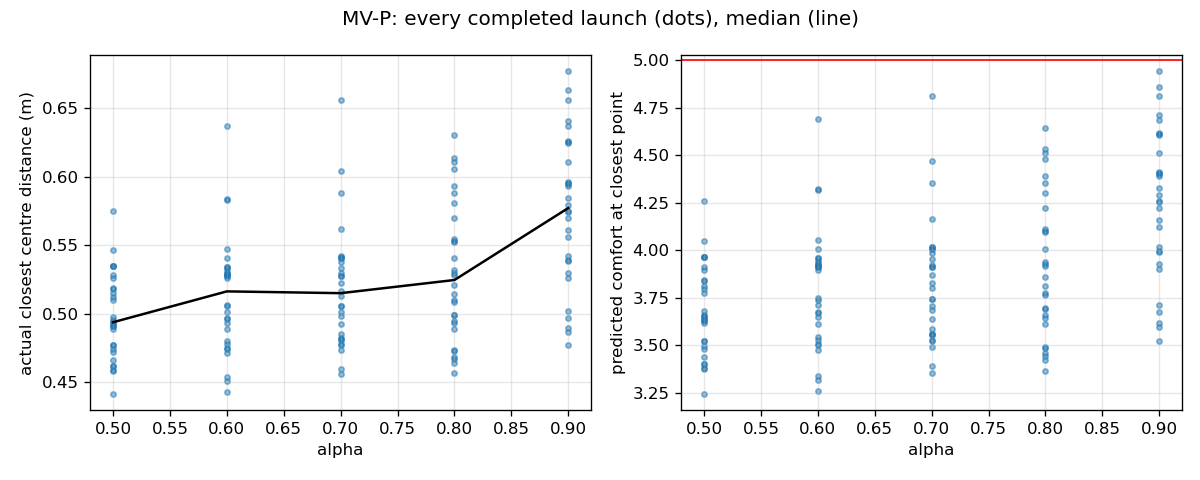 MV-P: every completed launch (dots), median (line)
actual closest centre distance (m)
0.65
0.60
0.55
0.50
0.45
0.50 0.55 0.60 0.65 0.70 0.75 0.80 0.85 0.90
alpha
predicted comfort at closest point
5.00
4.75
4.50
4.25
4.00
3.75
3.50
3.25
0.50 0.55 0.60 0.65 0.70 0.75 0.80 0.85 0.90
alpha